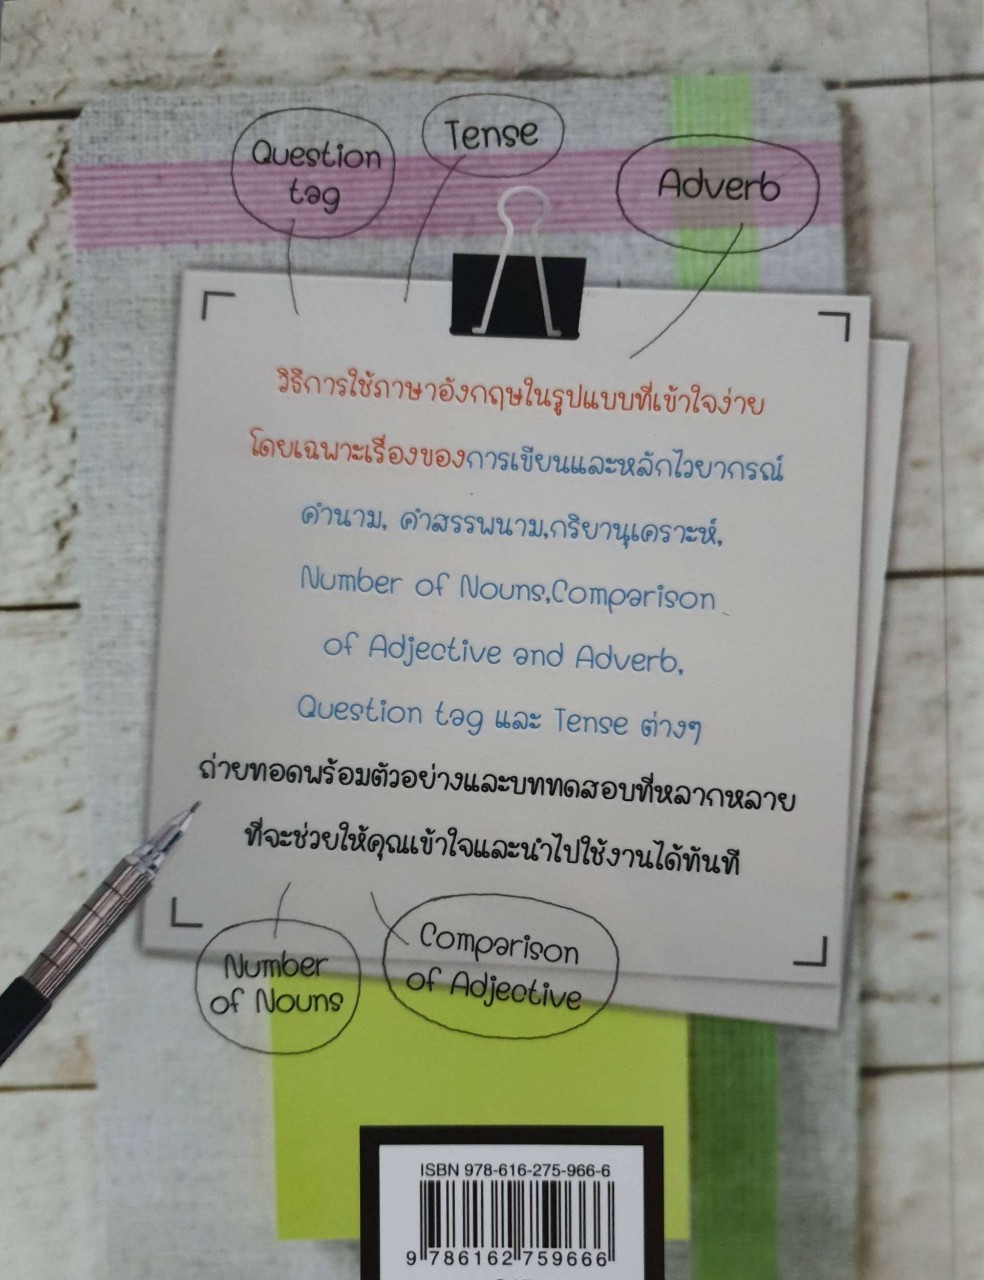 Question
tag
Tense
Adverb
วิธีการใช้ภาษาอังกฤษในรูปแบบที่เข้าใจง่าย
โดยเฉพาะเรื่องของการเขียนและหลักไวยากรณ์
คำนาม, คำสรรพนาม,กริยานุเคราะห์,
Number of Nouns,Comparison
of Adjective and Adverb,
Question tag และ Tense ต่างๆ
ถ่ายทอดพร้อมตัวอย่างและบททดสอบที่หลากหลาย
ที่จะช่วยให้คุณเข้าใจและนำไปใช้งานได้ทันที
Number
of Nouns
Comparison
of Adjective
ISBN 978-616-275-966-6
9 786162 759666